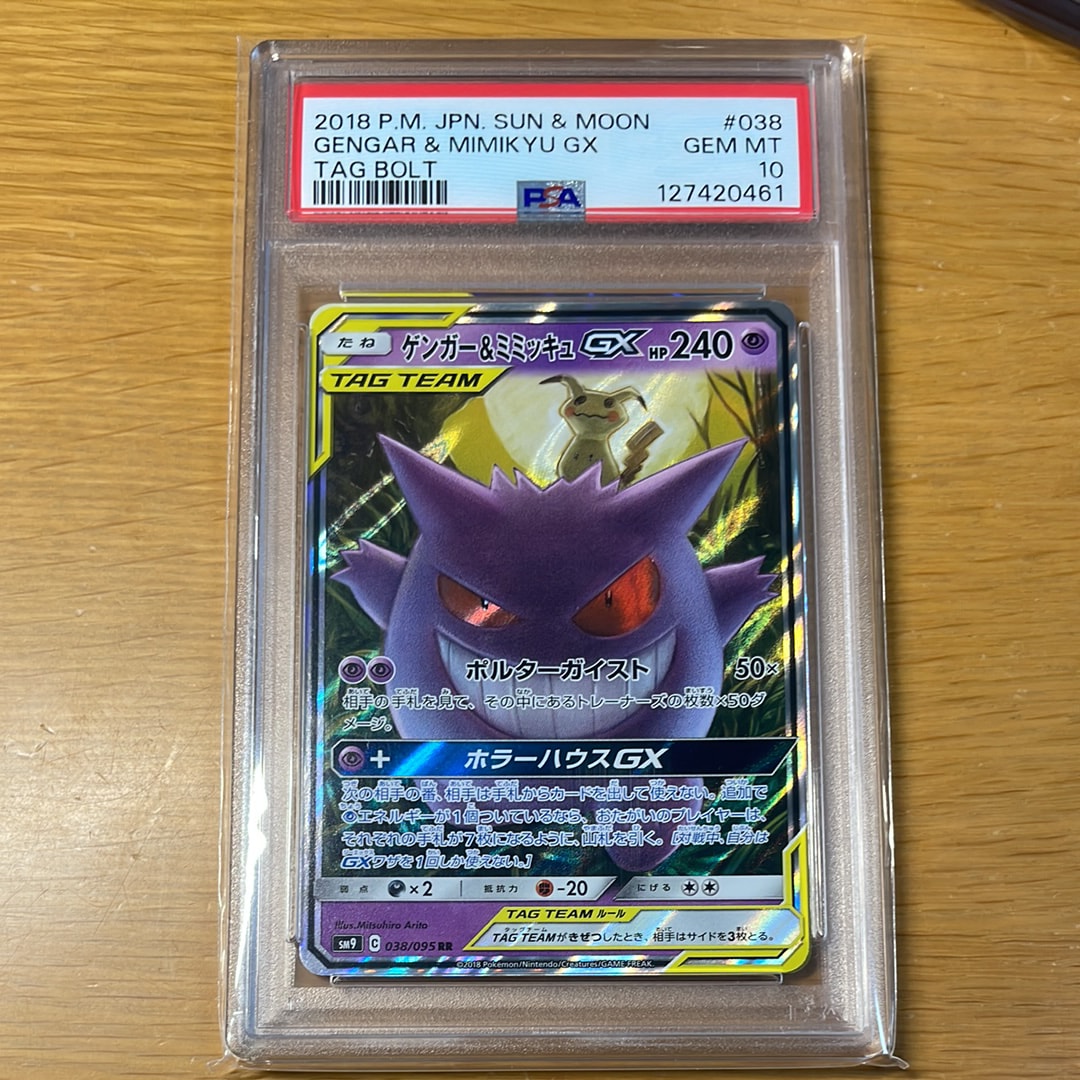 2018 P.M. JPN. SUN & MOON #038
GENGAR & MIMIKYU GX GEM MT
TAG BOLT 10
PSA 127420461
たね ゲンガー&ミミッキュGX HP240
TAG TEAM
ポルターガイスト 50×
相手の手札を見て、その中にあるトレーナーズの枚数×50ダ
メージ。
+ ホラーハウスGX
次の相手の番、相手は手札からカードを出して使えない。追加で
エネルギーが1個ついているなら、おたがいのプレイヤーは、
それぞれの手札が7枚になるように、山札を引く。[対戦中、自分は
GXワザを1回しか使えない。]
弱点 ×2 抵抗力 -20 にげる
TAG TEAM ルール
Illus.Mitsuhiro Arita
TAG TEAMがきぜつしたとき、相手はサイドを3枚とる。
SM9 C 038/095 RR
©2018 Pokémon/Nintendo/Creatures/GAME FREAK.